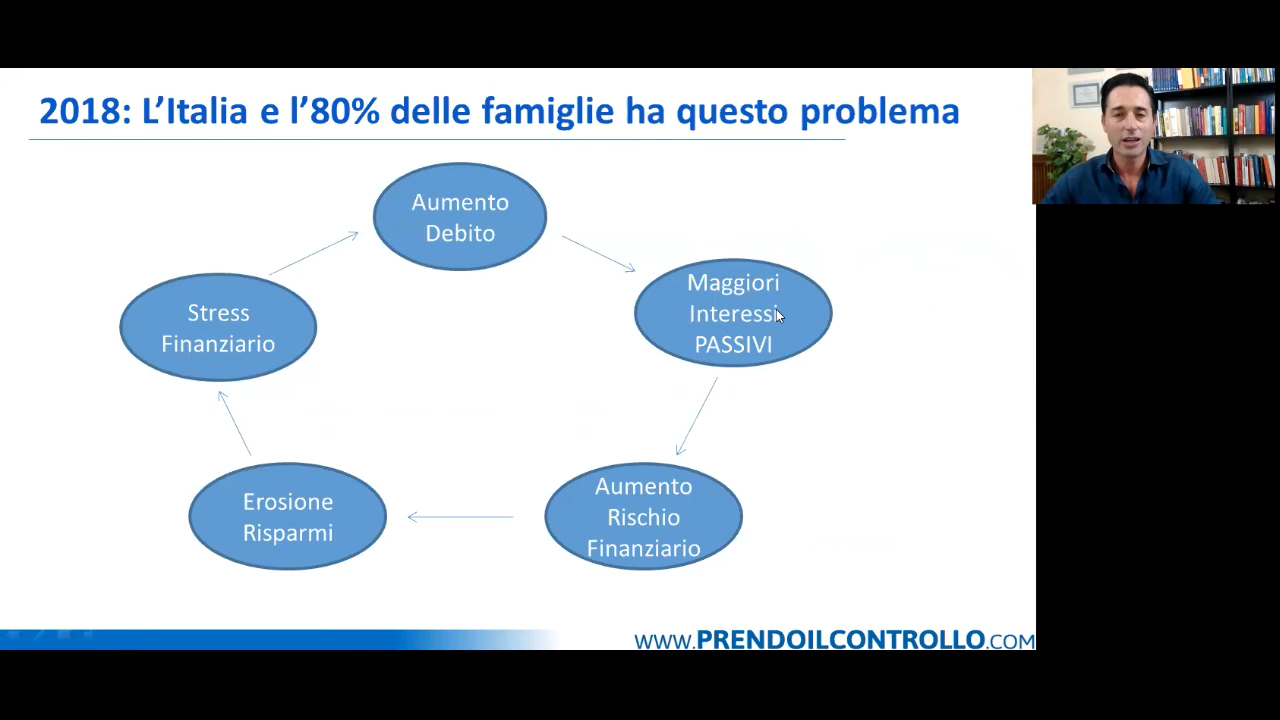 2018: L’Italia e l’80% delle famiglie ha questo problema
Aumento
Debito
Maggiori
Interessi
PASSIVI
Aumento
Rischio
Finanziario
Erosione
Risparmi
Stress
Finanziario
WWW.PRENDOILCONTROLLO.COM